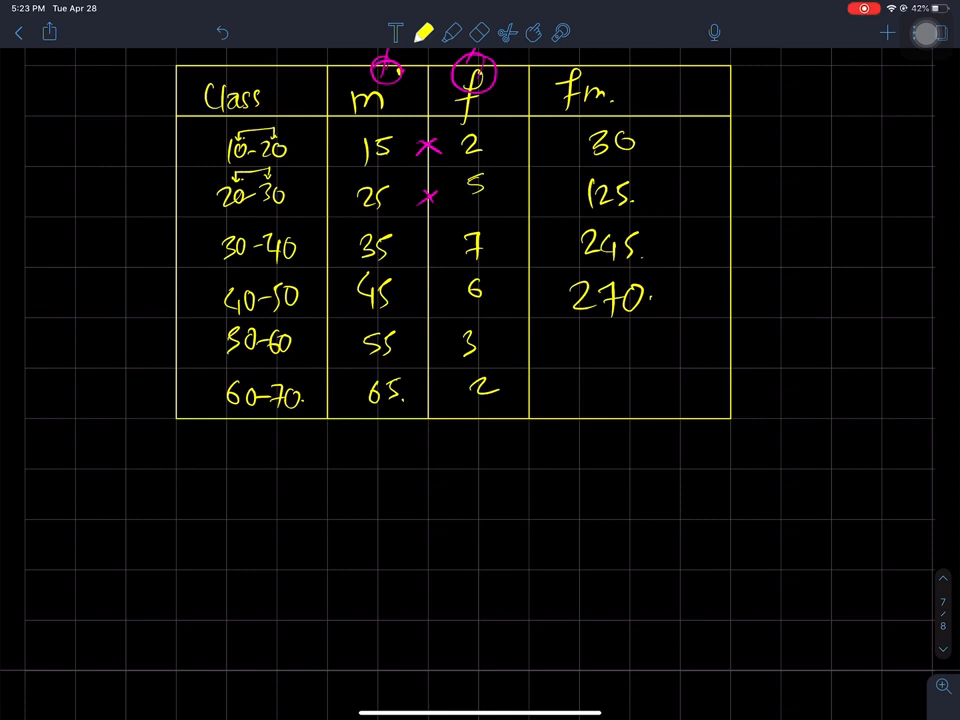 5:23 PM Tue Apr 28 42%
Class m f fm.
10-20 15 × 2 30
20-30 25 × 5 125.
30-40 35 7 245.
40-50 45 6 270.
50-60 55 3
60-70. 65. 2
7
/
8